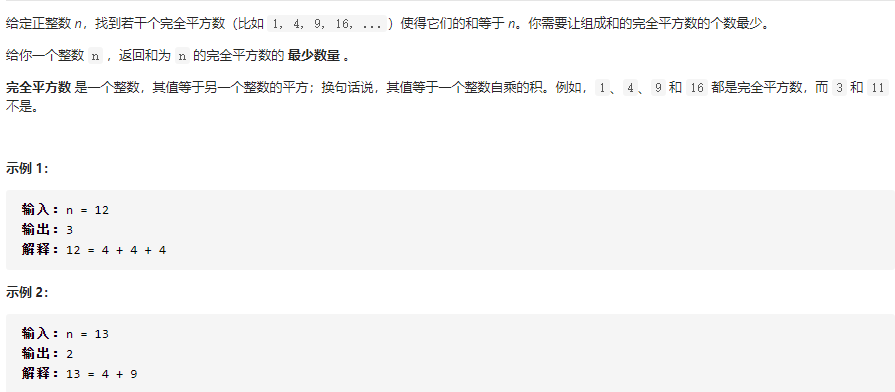 给定正整数 n，找到若干个完全平方数（比如 1, 4, 9, 16, ...）使得它们的和等于 n。你需要让组成和的完全平方数的个数最少。
给你一个整数 n ，返回和为 n 的完全平方数的 最少数量 。
完全平方数 是一个整数，其值等于另一个整数的平方；换句话说，其值等于一个整数自乘的积。例如，1 、4 、9 和 16 都是完全平方数，而 3 和 11
不是。
示例 1：
输入：n = 12
输出：3
解释：12 = 4 + 4 + 4
示例 2：
输入：n = 13
输出：2
解释：13 = 4 + 9